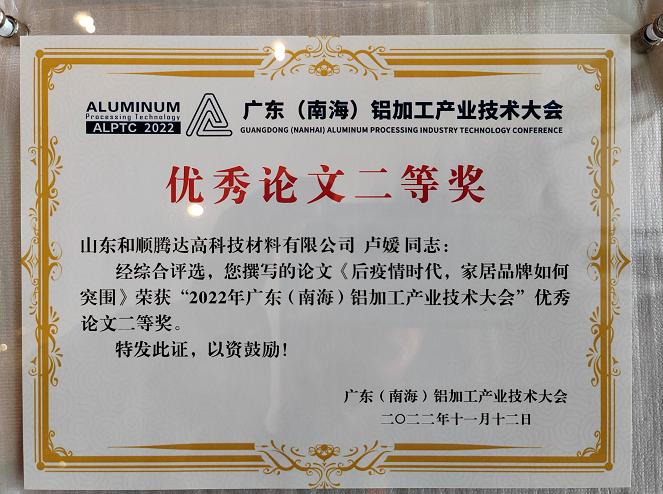 ALUMINUM
Processing Technology
ALPTC 2022
广东（南海）铝加工产业技术大会
GUANGDONG (NANHAI) ALUMINUM PROCESSING INDUSTRY TECHNOLOGY CONFERENCE
优秀论文二等奖
山东和顺腾达高科技材料有限公司 卢媛 同志：
经综合评选，您撰写的论文《后疫情时代，家居品牌如何
突围》荣获“2022年广东（南海）铝加工产业技术大会”优秀
论文二等奖。
特发此证，以资鼓励！
广东（南海）铝加工产业技术大会
二〇二二年十一月十二日